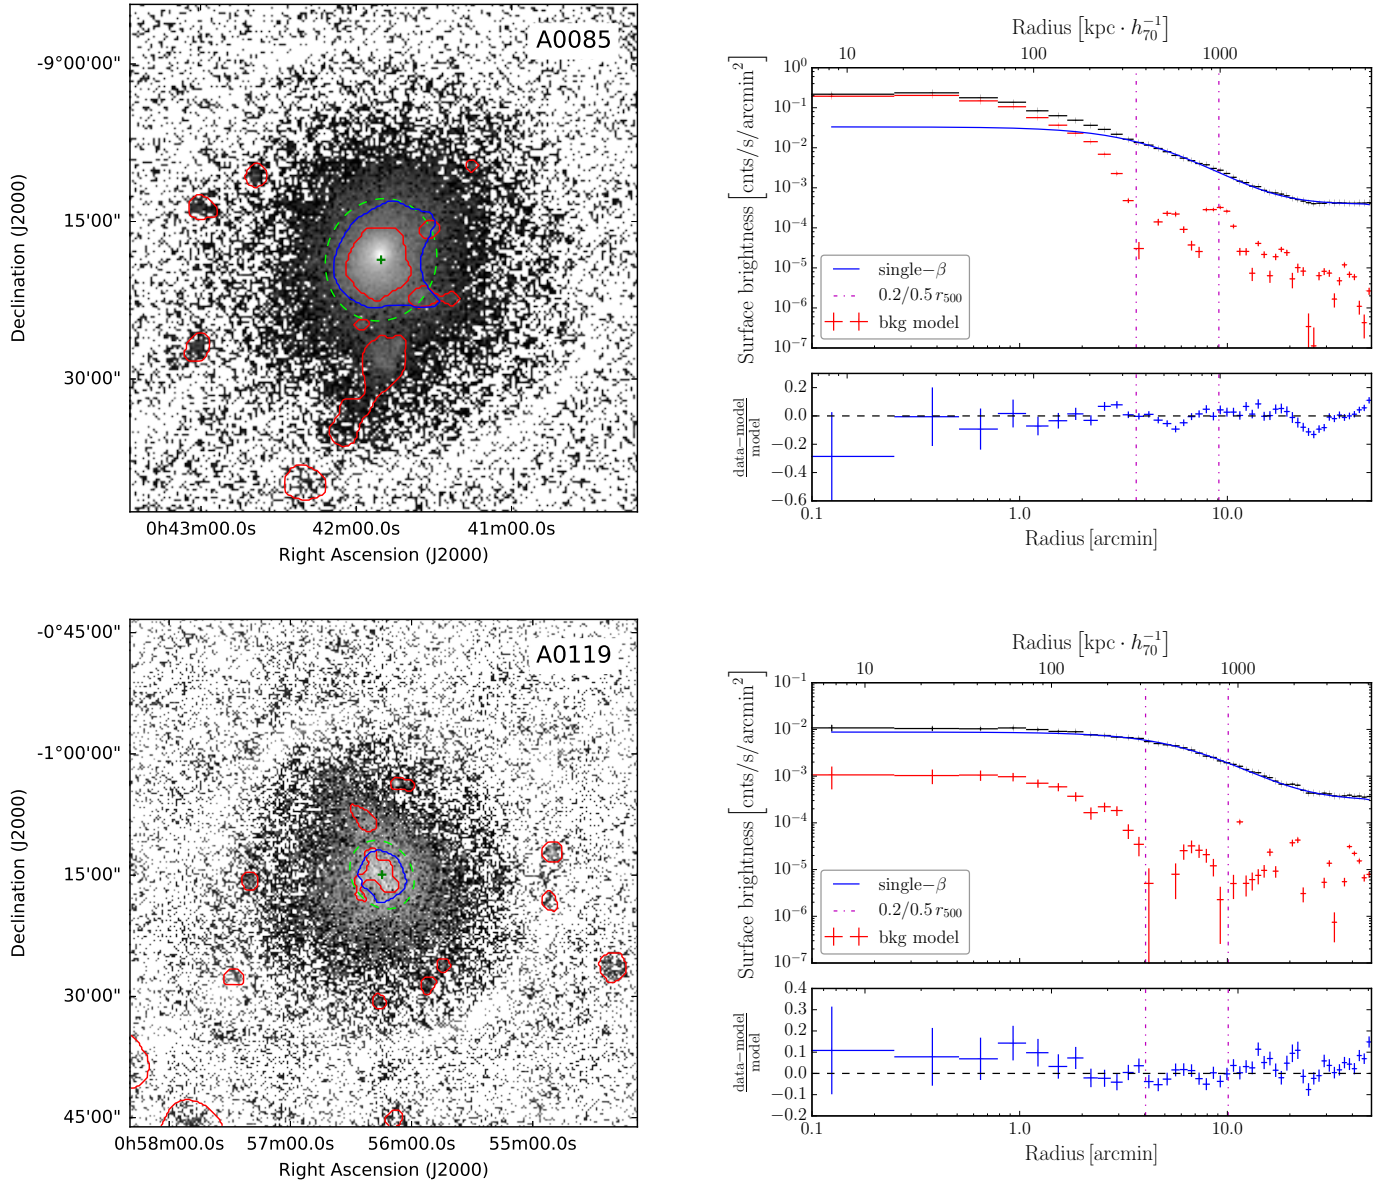 A0085
-9°00'00"
15'00"
30'00"
Declination (J2000)
0h43m00.0s 42m00.0s 41m00.0s
Right Ascension (J2000)
Radius [kpc · h₇₀⁻¹]
10 100 1000
10⁰
10⁻¹
10⁻²
10⁻³
10⁻⁴
10⁻⁵
10⁻⁶
10⁻⁷
Surface brightness [cnts/s/arcmin²]
single−β
0.2/0.5 r₅₀₀
bkg model
0.2
0.0
−0.2
−0.4
−0.6
data−model
model
0.1 1.0 10.0
Radius [arcmin]
A0119
-0°45'00"
-1°00'00"
15'00"
30'00"
45'00"
Declination (J2000)
0h58m00.0s 57m00.0s 56m00.0s 55m00.0s
Right Ascension (J2000)
Radius [kpc · h₇₀⁻¹]
10 100 1000
10⁻¹
10⁻²
10⁻³
10⁻⁴
10⁻⁵
10⁻⁶
10⁻⁷
Surface brightness [cnts/s/arcmin²]
single−β
0.2/0.5 r₅₀₀
bkg model
0.4
0.3
0.2
0.1
0.0
−0.1
−0.2
data−model
model
0.1 1.0 10.0
Radius [arcmin]